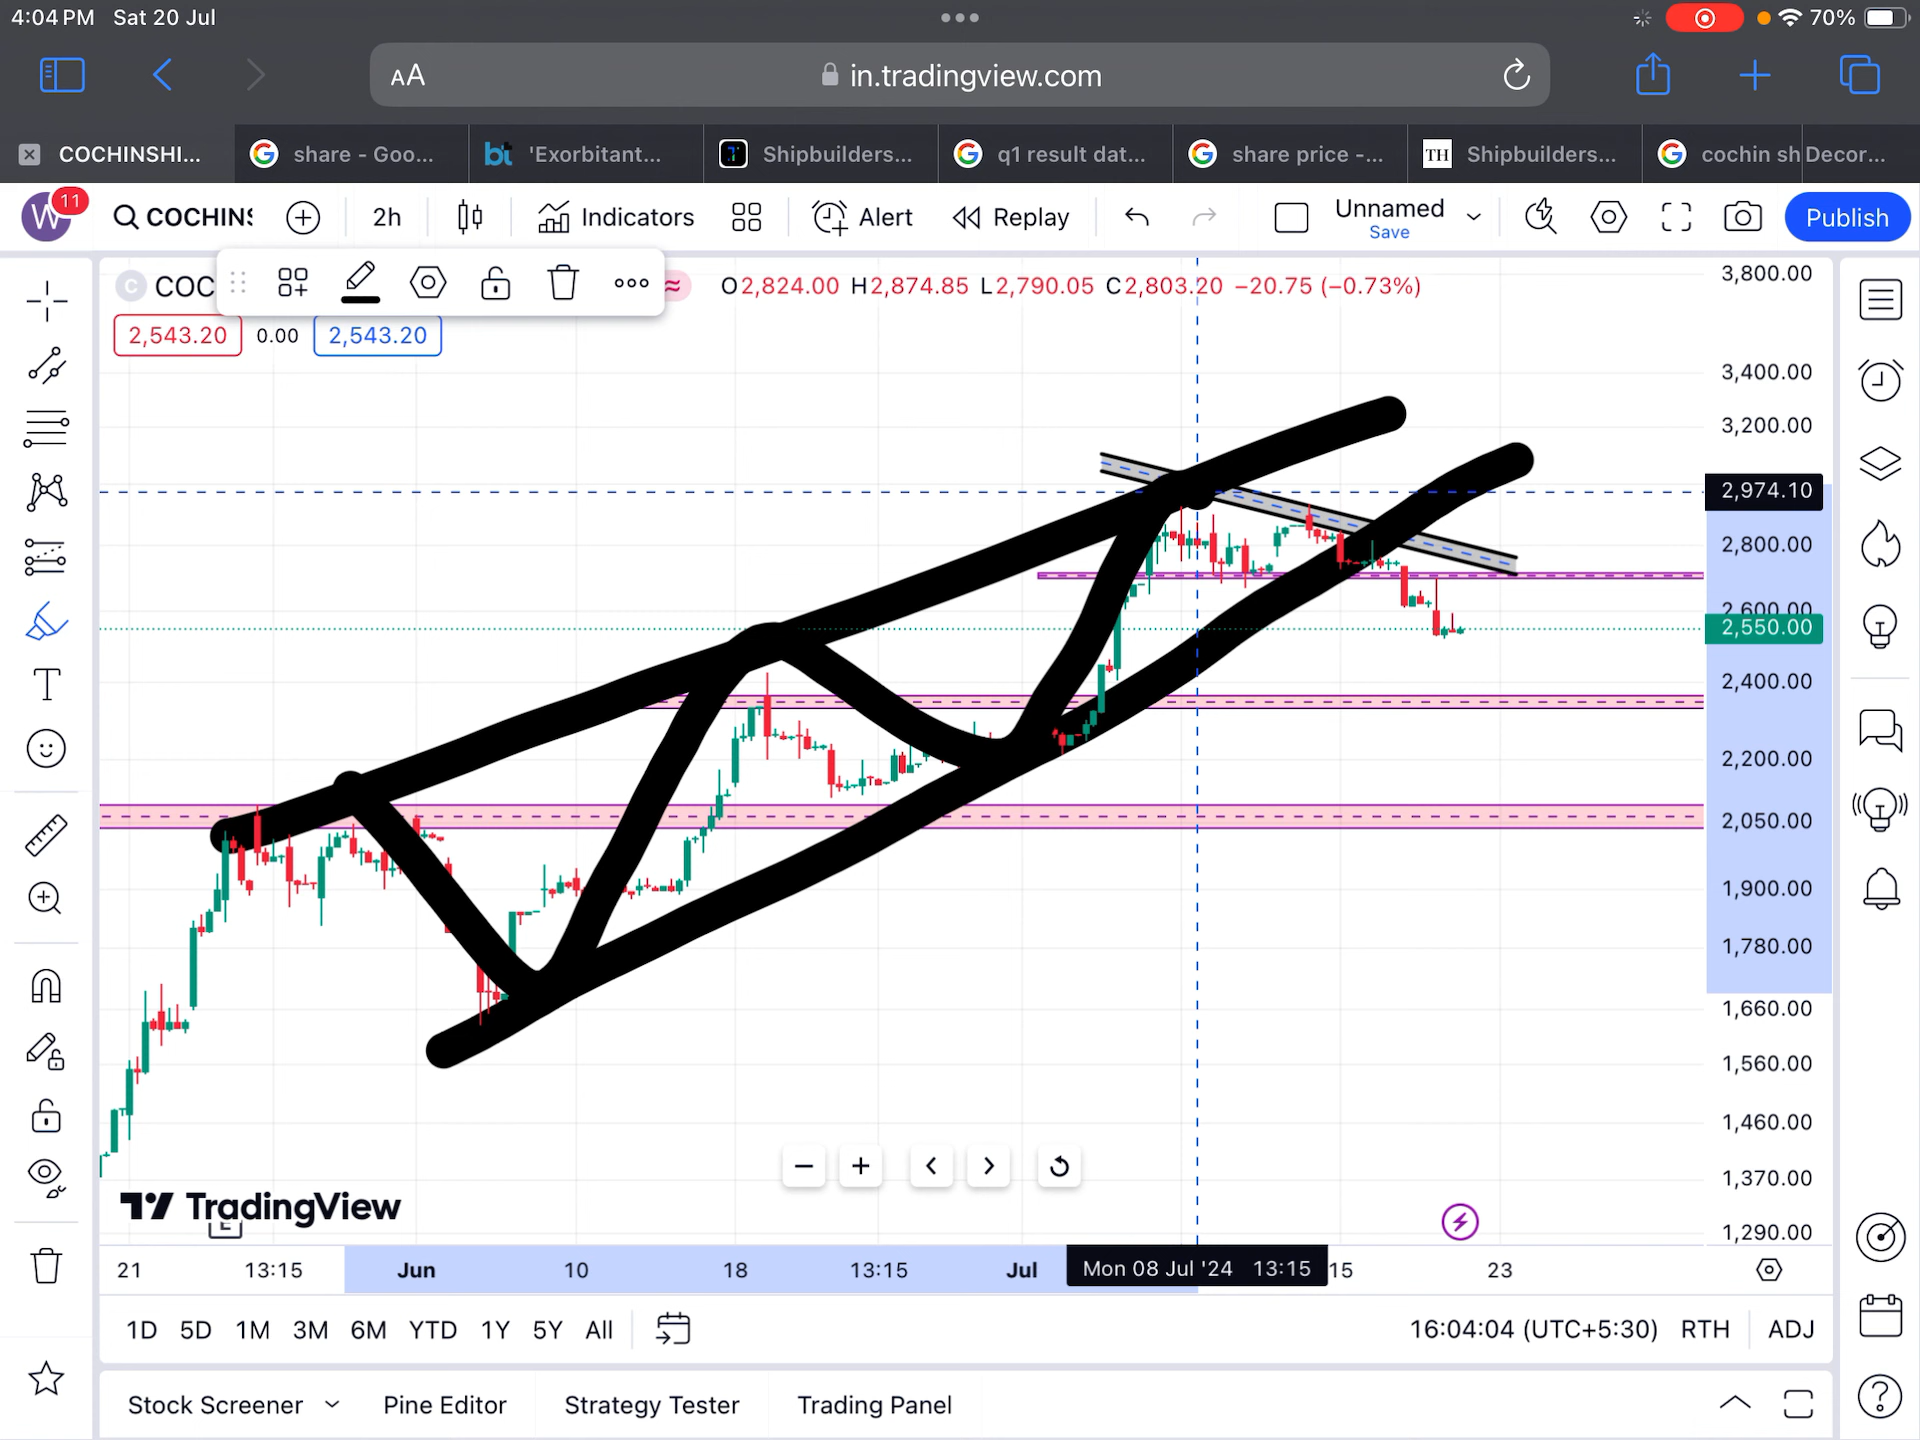 4:04 PM Sat 20 Jul
70%
AA
in.tradingview.com
COCHINSHI...
share - Goo...
bt 'Exorbitant...
Shipbuilders...
q1 result dat...
share price -...
TH Shipbuilders...
cochin sh
Decor...
W 11
COCHINS
2h
Indicators
Alert
Replay
Unnamed
Save
Publish
C COC
O2,824.00 H2,874.85 L2,790.05 C2,803.20 −20.75 (−0.73%)
2,543.20 0.00 2,543.20
3,800.00
3,400.00
3,200.00
2,974.10
2,800.00
2,600.00
2,550.00
2,400.00
2,200.00
2,050.00
1,900.00
1,780.00
1,660.00
1,560.00
1,460.00
1,370.00
1,290.00
TradingView
E
21 13:15 Jun 10 18 13:15 Jul Mon 08 Jul '24 13:15 15 23
1D 5D 1M 3M 6M YTD 1Y 5Y All
16:04:04 (UTC+5:30) RTH ADJ
Stock Screener Pine Editor Strategy Tester Trading Panel